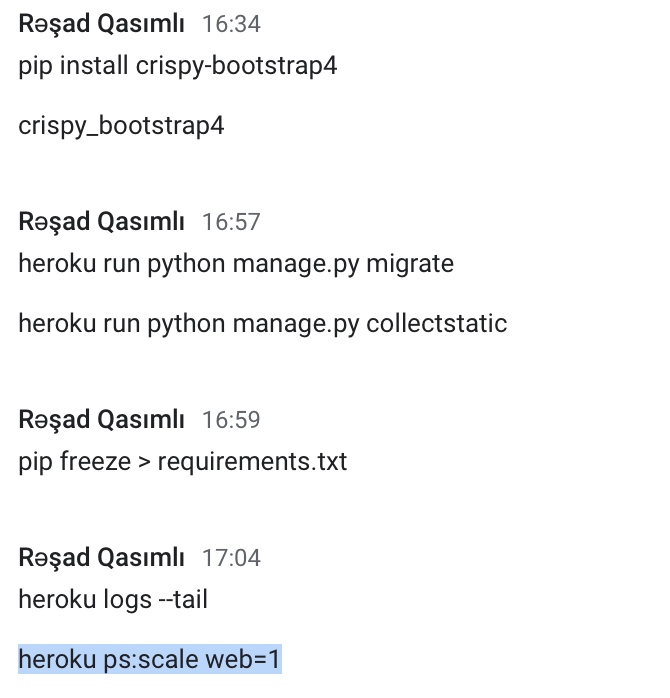 Rəşad Qasımlı 16:34
pip install crispy-bootstrap4
crispy_bootstrap4
Rəşad Qasımlı 16:57
heroku run python manage.py migrate
heroku run python manage.py collectstatic
Rəşad Qasımlı 16:59
pip freeze > requirements.txt
Rəşad Qasımlı 17:04
heroku logs --tail
heroku ps:scale web=1